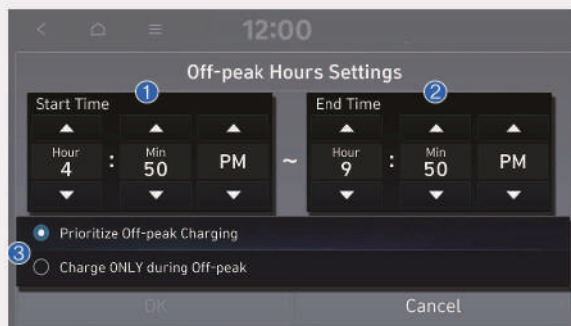 12:00
Off-peak Hours Settings
1 2
Start Time End Time
Hour Min Hour Min
4 : 50 PM ~ 9 : 50 PM
3
Prioritize Off-peak Charging
Charge ONLY during Off-peak
OK Cancel